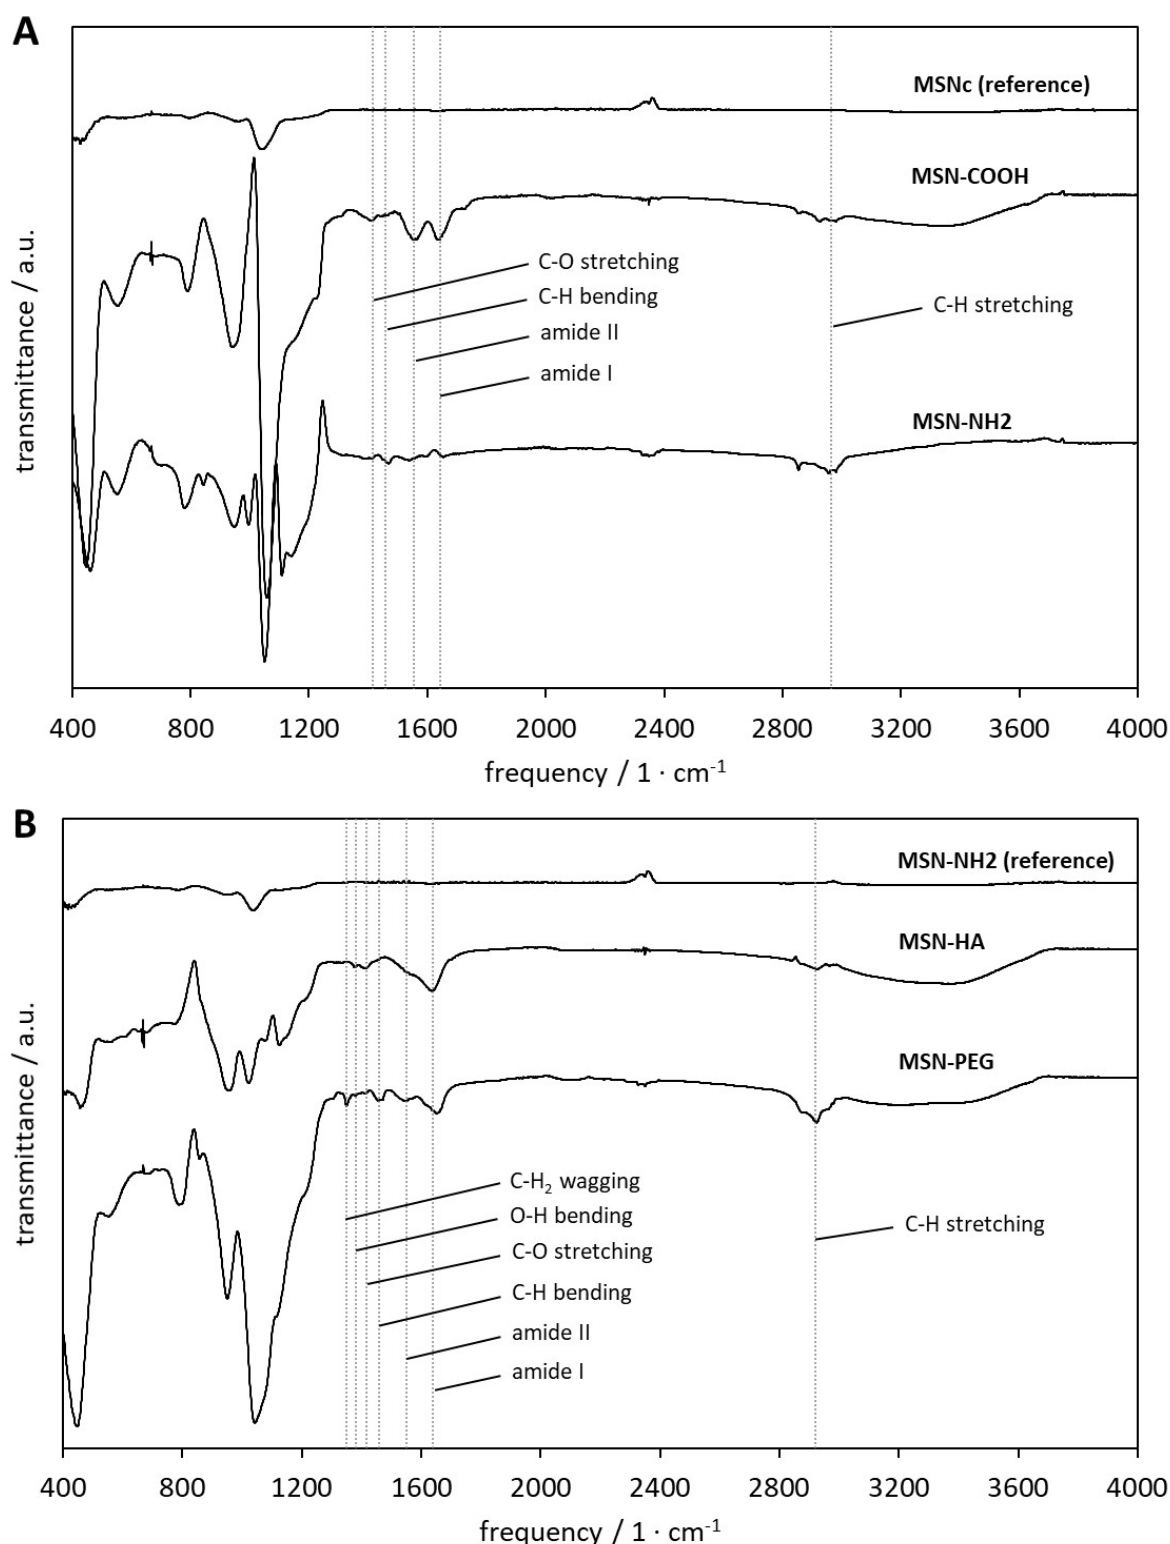 A
MSNc (reference)
MSN-COOH
C-O stretching
C-H bending
C-H stretching
amide II
amide I
MSN-NH2
transmittance / a.u.
400 800 1200 1600 2000 2400 2800 3200 3600 4000
frequency / 1 · cm⁻¹
B
MSN-NH2 (reference)
MSN-HA
MSN-PEG
C-H₂ wagging
O-H bending
C-H stretching
C-O stretching
C-H bending
amide II
amide I
transmittance / a.u.
400 800 1200 1600 2000 2400 2800 3200 3600 4000
frequency / 1 · cm⁻¹